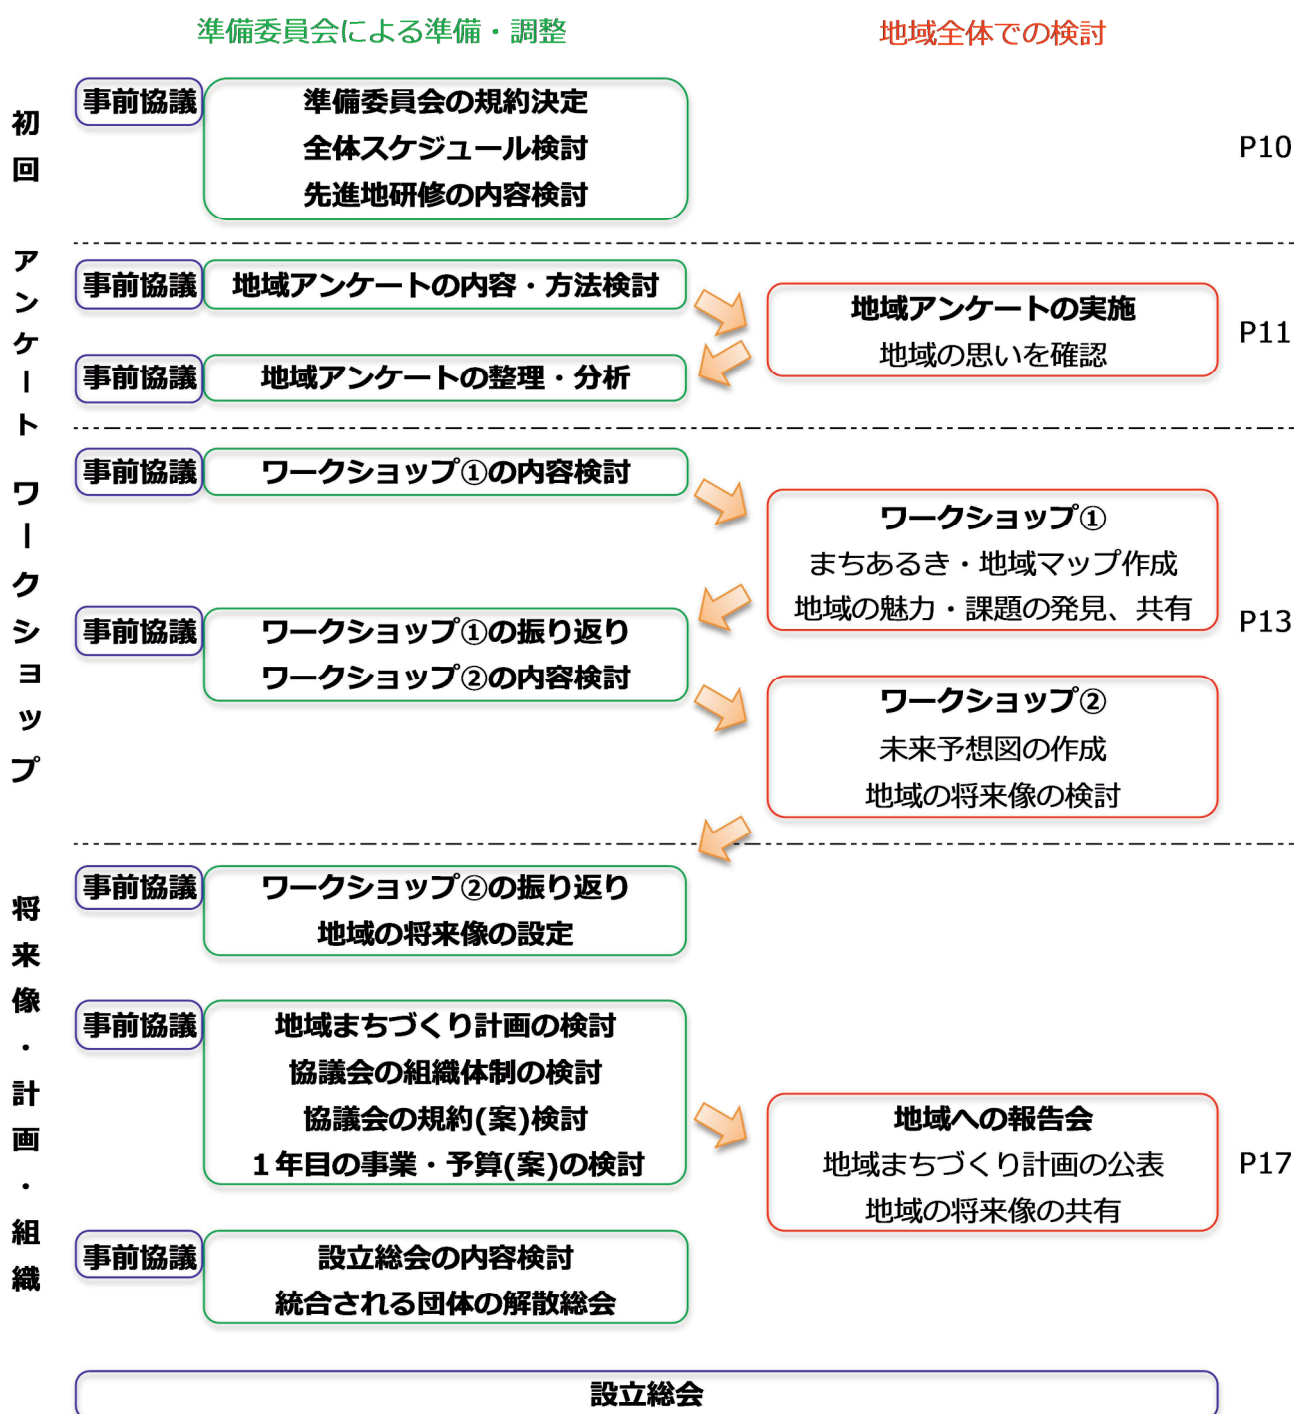 準備委員会による準備・調整
地域全体での検討
初回
事前協議
準備委員会の規約決定
全体スケジュール検討
先進地研修の内容検討
P10
アンケート
事前協議
地域アンケートの内容・方法検討
地域アンケートの実施
地域の思いを確認
P11
事前協議
地域アンケートの整理・分析
ワークショップ
事前協議
ワークショップ①の内容検討
ワークショップ①
まちあるき・地域マップ作成
地域の魅力・課題の発見、共有
P13
事前協議
ワークショップ①の振り返り
ワークショップ②の内容検討
ワークショップ②
未来予想図の作成
地域の将来像の検討
将来像・計画・組織
事前協議
ワークショップ②の振り返り
地域の将来像の設定
事前協議
地域まちづくり計画の検討
協議会の組織体制の検討
協議会の規約(案)検討
１年目の事業・予算(案)の検討
地域への報告会
地域まちづくり計画の公表
地域の将来像の共有
P17
事前協議
設立総会の内容検討
統合される団体の解散総会
設立総会